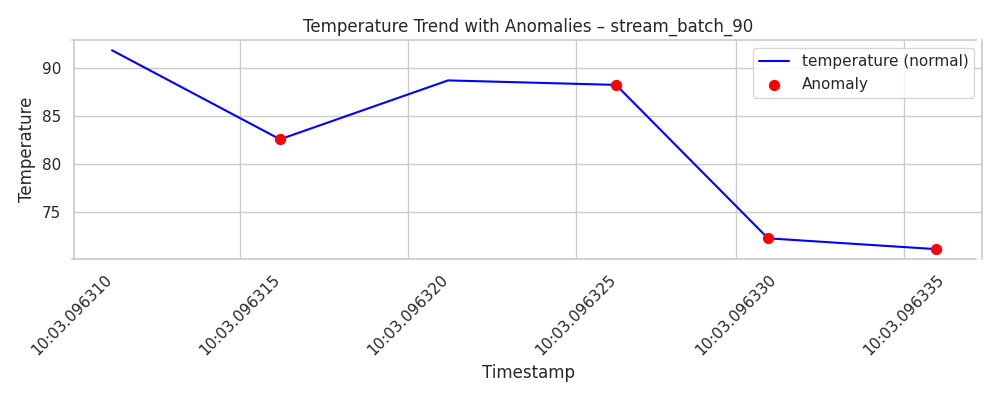 Temperature Trend with Anomalies – stream_batch_90
temperature (normal)
Anomaly
Temperature
90
85
80
75
10:03.096310
10:03.096315
10:03.096320
10:03.096325
10:03.096330
10:03.096335
Timestamp